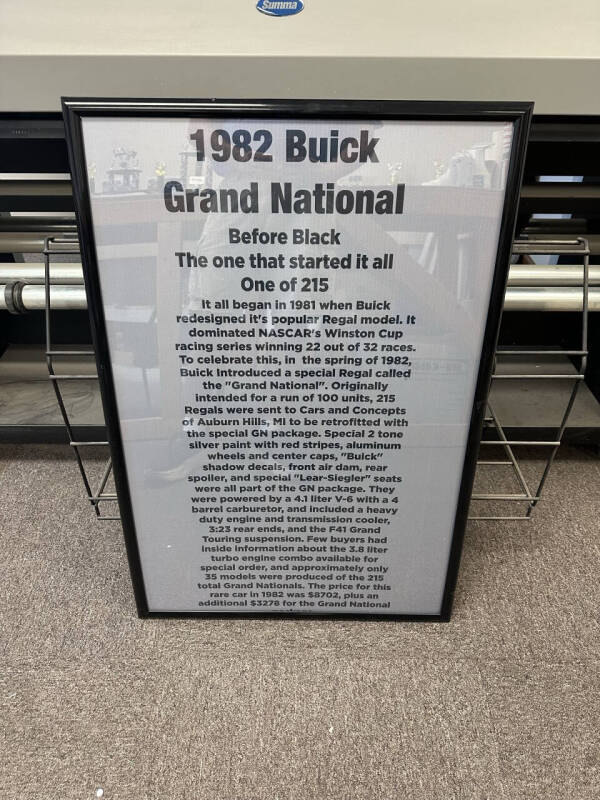 Summa
1982 Buick
Grand National
Before Black
The one that started it all
One of 215
It all began in 1981 when Buick
redesigned it's popular Regal model. It
dominated NASCAR's Winston Cup
racing series winning 22 out of 32 races.
To celebrate this, in the spring of 1982,
Buick Introduced a special Regal called
the "Grand National". Originally
intended for a run of 100 units, 215
Regals were sent to Cars and Concepts
of Auburn Hills, MI to be retrofitted with
the special GN package. Special 2 tone
silver paint with red stripes, aluminum
wheels and center caps, "Buick"
shadow decals, front air dam, rear
spoiler, and special "Lear-Siegler" seats
were all part of the GN package. They
were powered by a 4.1 liter V-6 with a 4
barrel carburetor, and included a heavy
duty engine and transmission cooler,
3:23 rear ends, and the F41 Grand
Touring suspension. Few buyers had
inside information about the 3.8 liter
turbo engine combo available for
special order, and approximately only
35 models were produced of the 215
total Grand Nationals. The price for this
rare car in 1982 was $8702, plus an
additional $3278 for the Grand National